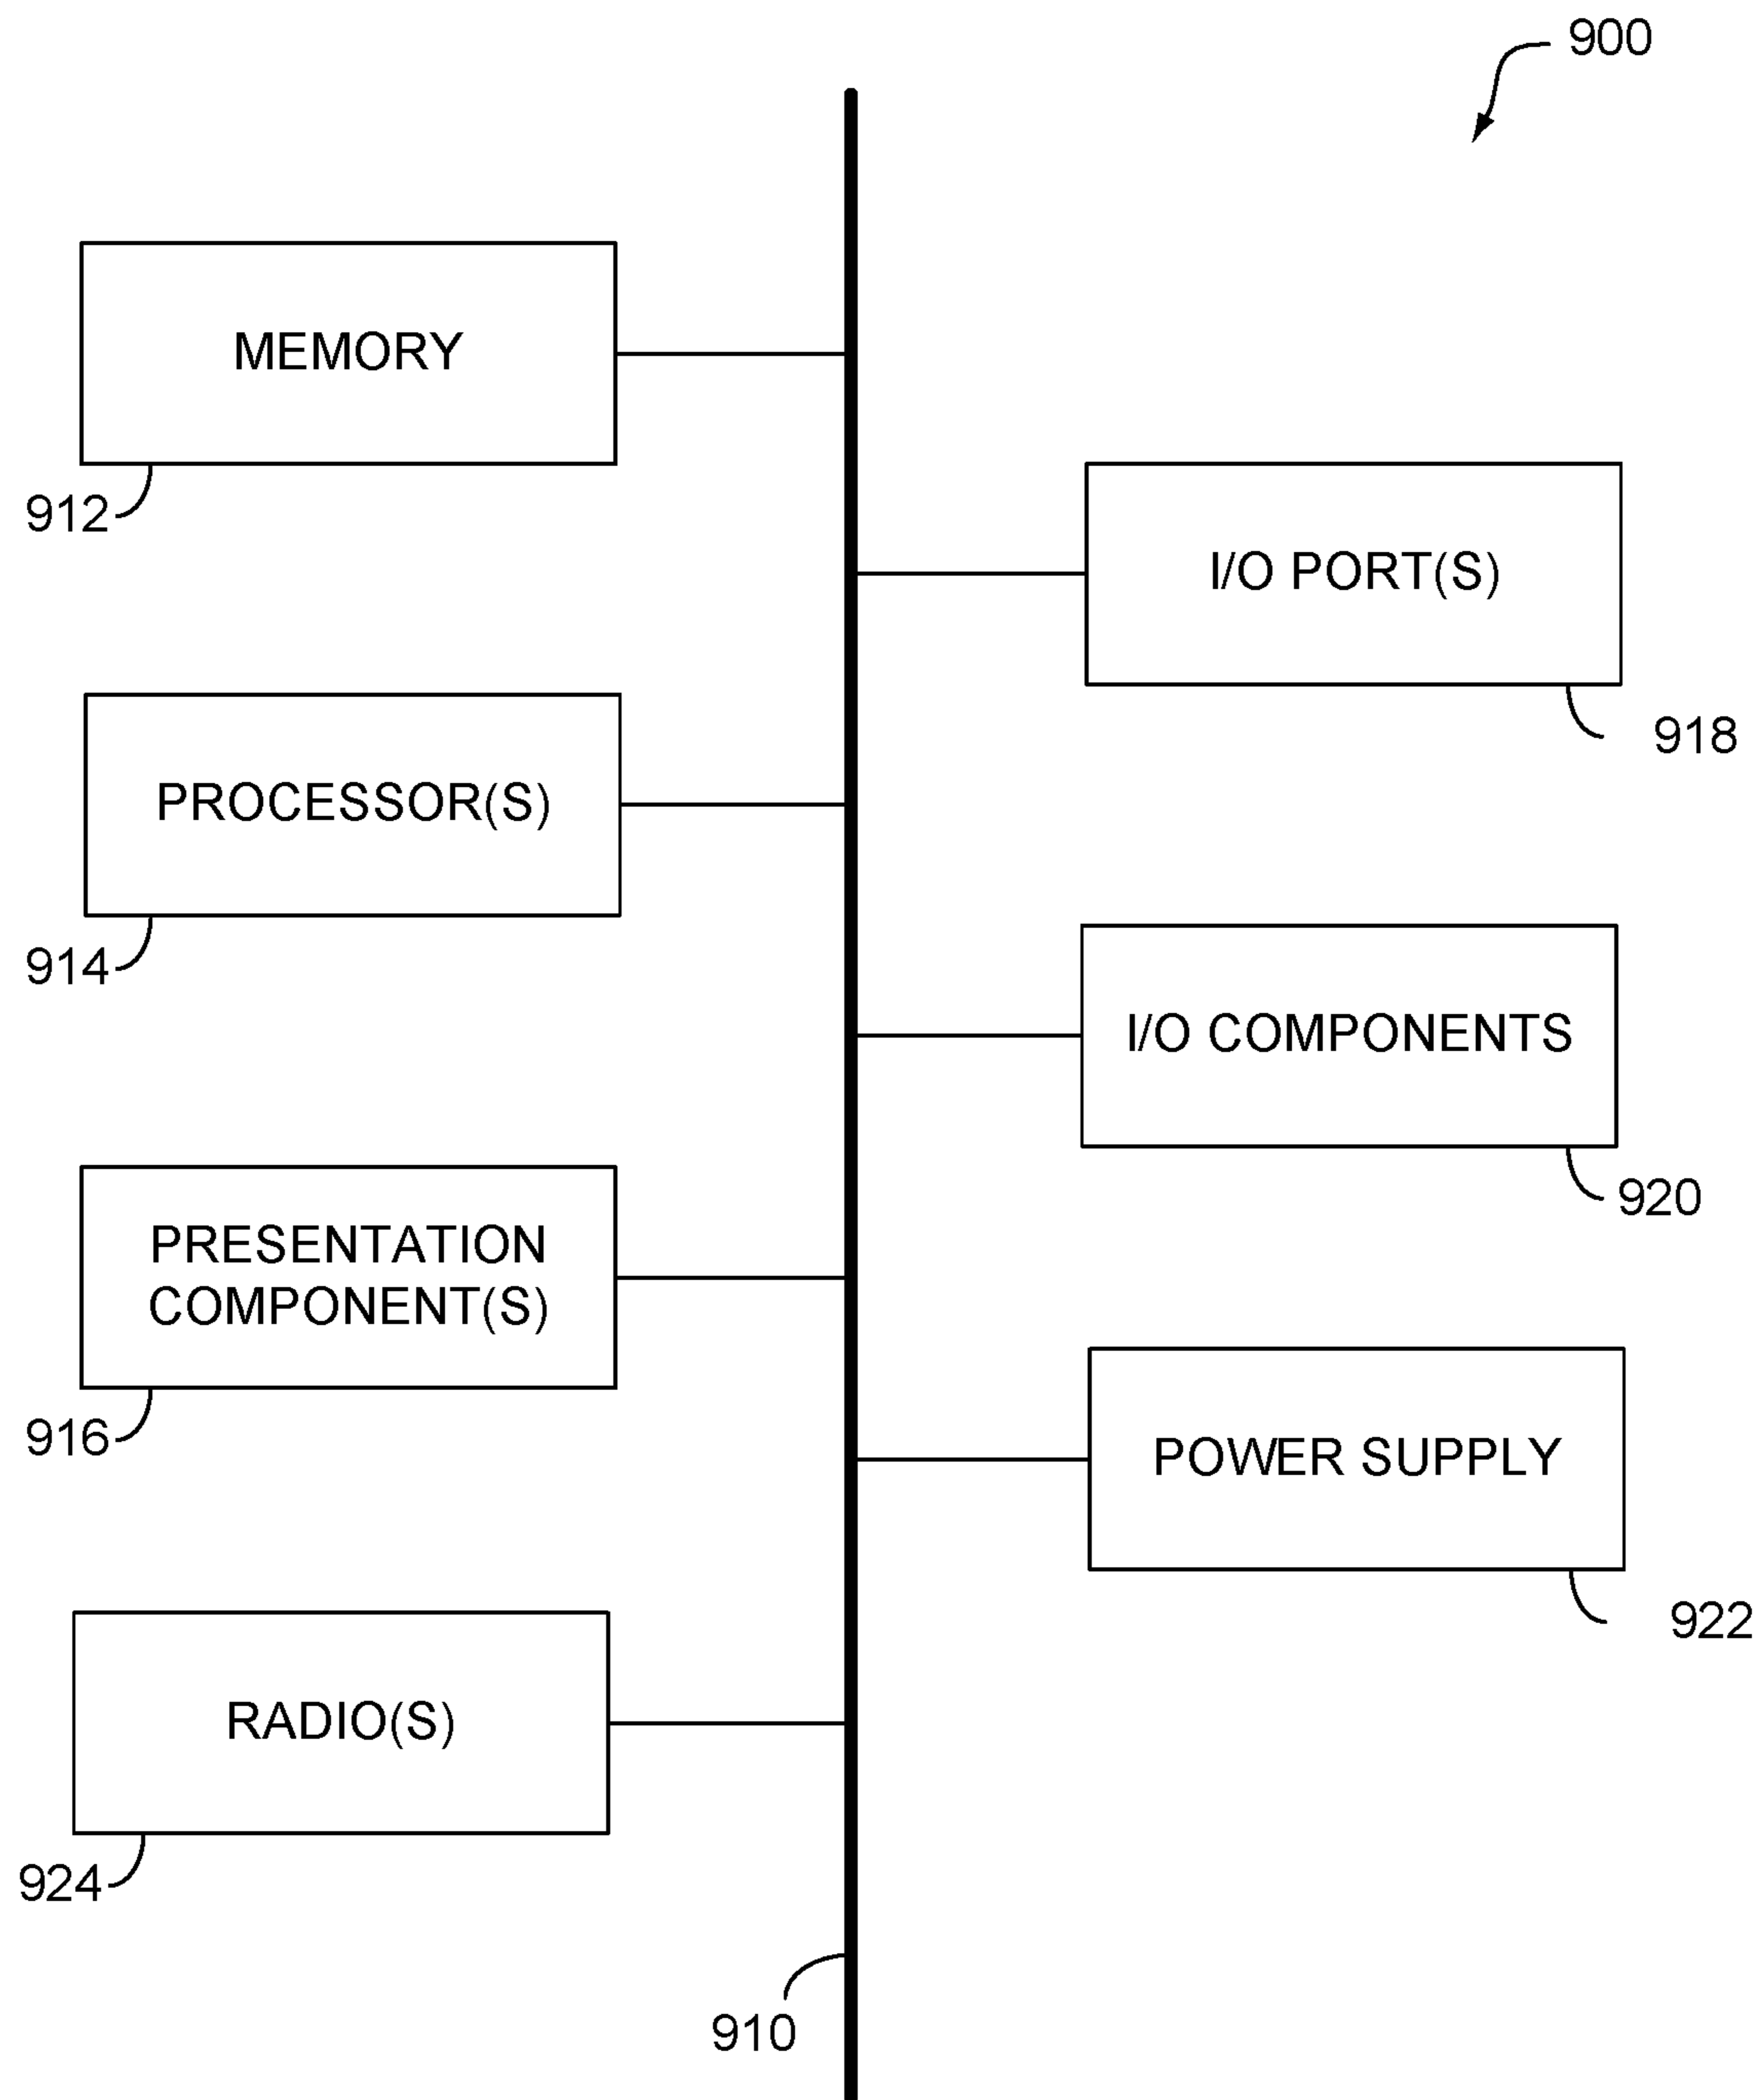 900
MEMORY
912
I/O PORT(S)
918
PROCESSOR(S)
914
I/O COMPONENTS
920
PRESENTATION
COMPONENT(S)
916
POWER SUPPLY
922
RADIO(S)
924
910